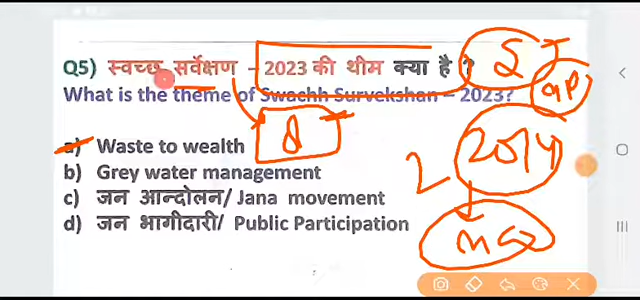 Q5) स्वच्छ सर्वेक्षण – 2023 की थीम क्या है ?
What is the theme of Swachh Survekshan – 2023?
a) Waste to wealth
b) Grey water management
c) जन आन्दोलन/ Jana movement
d) जन भागीदारी/ Public Participation
8
2014
2